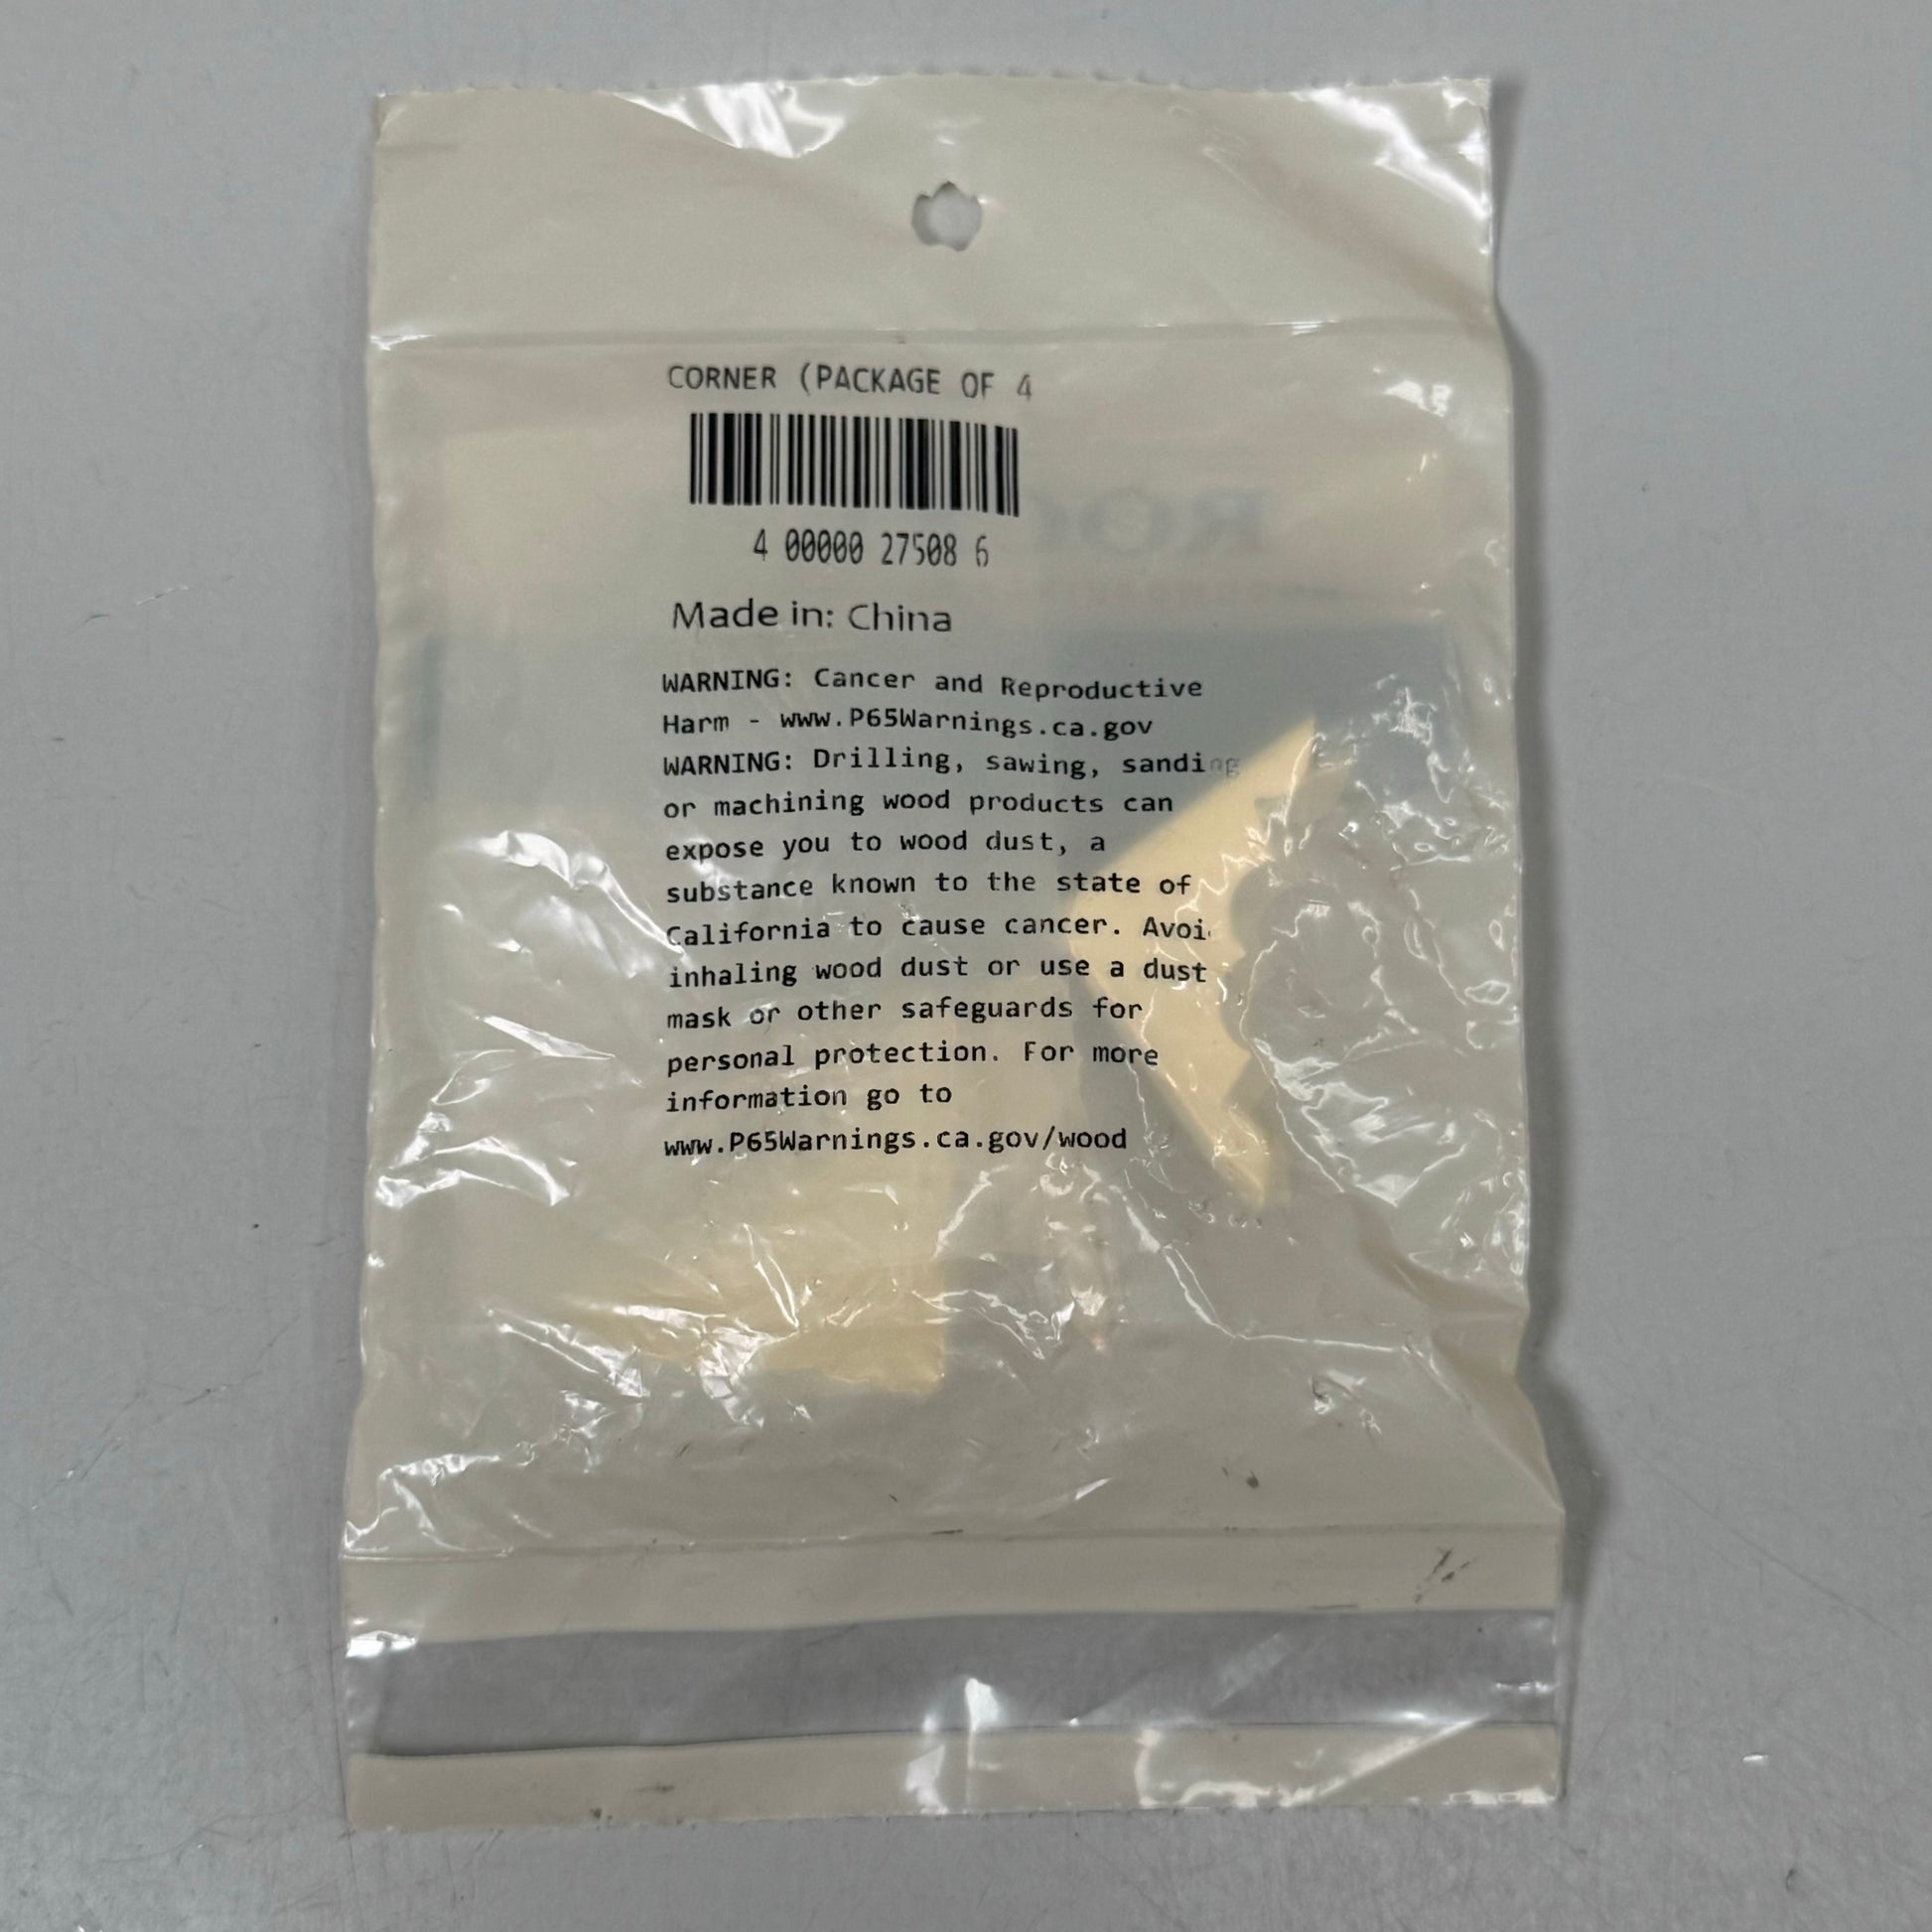 CORNER (PACKAGE OF 4
4 00000 27508 6
Made in: China
WARNING: Cancer and Reproductive
Harm - www.P65Warnings.ca.gov
WARNING: Drilling, sawing, sanding
or machining wood products can
expose you to wood dust, a
substance known to the state of
California to cause cancer. Avoi
inhaling wood dust or use a dust
mask or other safeguards for
personal protection. For more
information go to
www.P65Warnings.ca.gov/wood